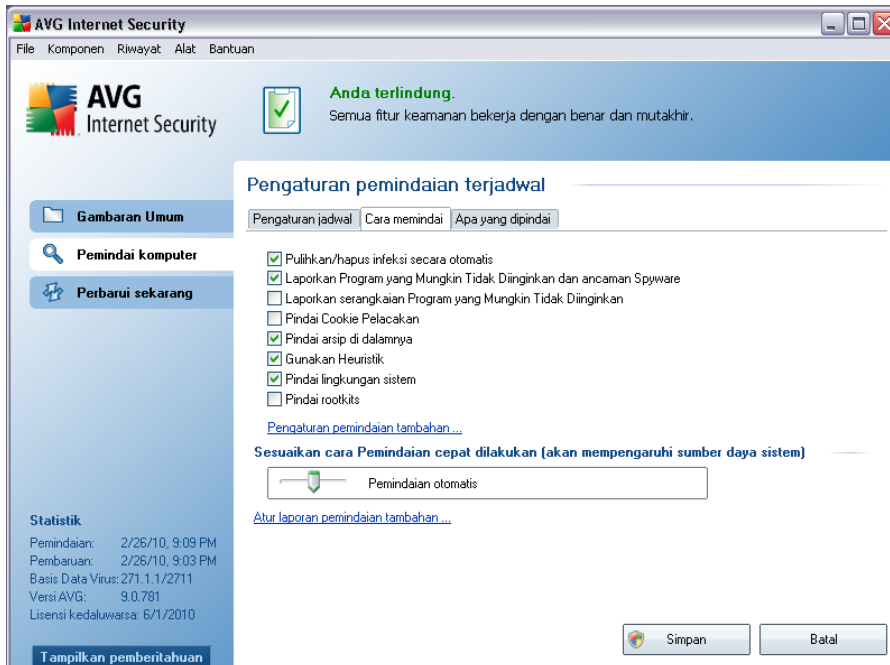 AVG Internet Security
File Komponen Riwayat Alat Bantuan
AVG
Internet Security
Anda terlindung.
Semua fitur keamanan bekerja dengan benar dan mutakhir.
Gambaran Umum
Pemindai komputer
Perbarui sekarang
Pengaturan pemindaian terjadwal
Pengaturan jadwal Cara memindai Apa yang dipindai
Pulihkan/hapus infeksi secara otomatis
Laporkan Program yang Mungkin Tidak Diinginkan dan ancaman Spyware
Laporkan serangkaian Program yang Mungkin Tidak Diinginkan
Pindai Cookie Pelacakan
Pindai arsip di dalamnya
Gunakan Heuristik
Pindai lingkungan sistem
Pindai rootkits
Pengaturan pemindaian tambahan ...
Sesuaikan cara Pemindaian cepat dilakukan (akan mempengaruhi sumber daya sistem)
Pemindaian otomatis
Atur laporan pemindaian tambahan ...
Statistik
Pemindaian: 2/26/10, 9:09 PM
Pembaruan: 2/26/10, 9:03 PM
Basis Data Virus: 271.1.1/2711
Versi AVG: 9.0.781
Lisensi kedaluwarsa: 6/1/2010
Tampilkan pemberitahuan
Simpan Batal